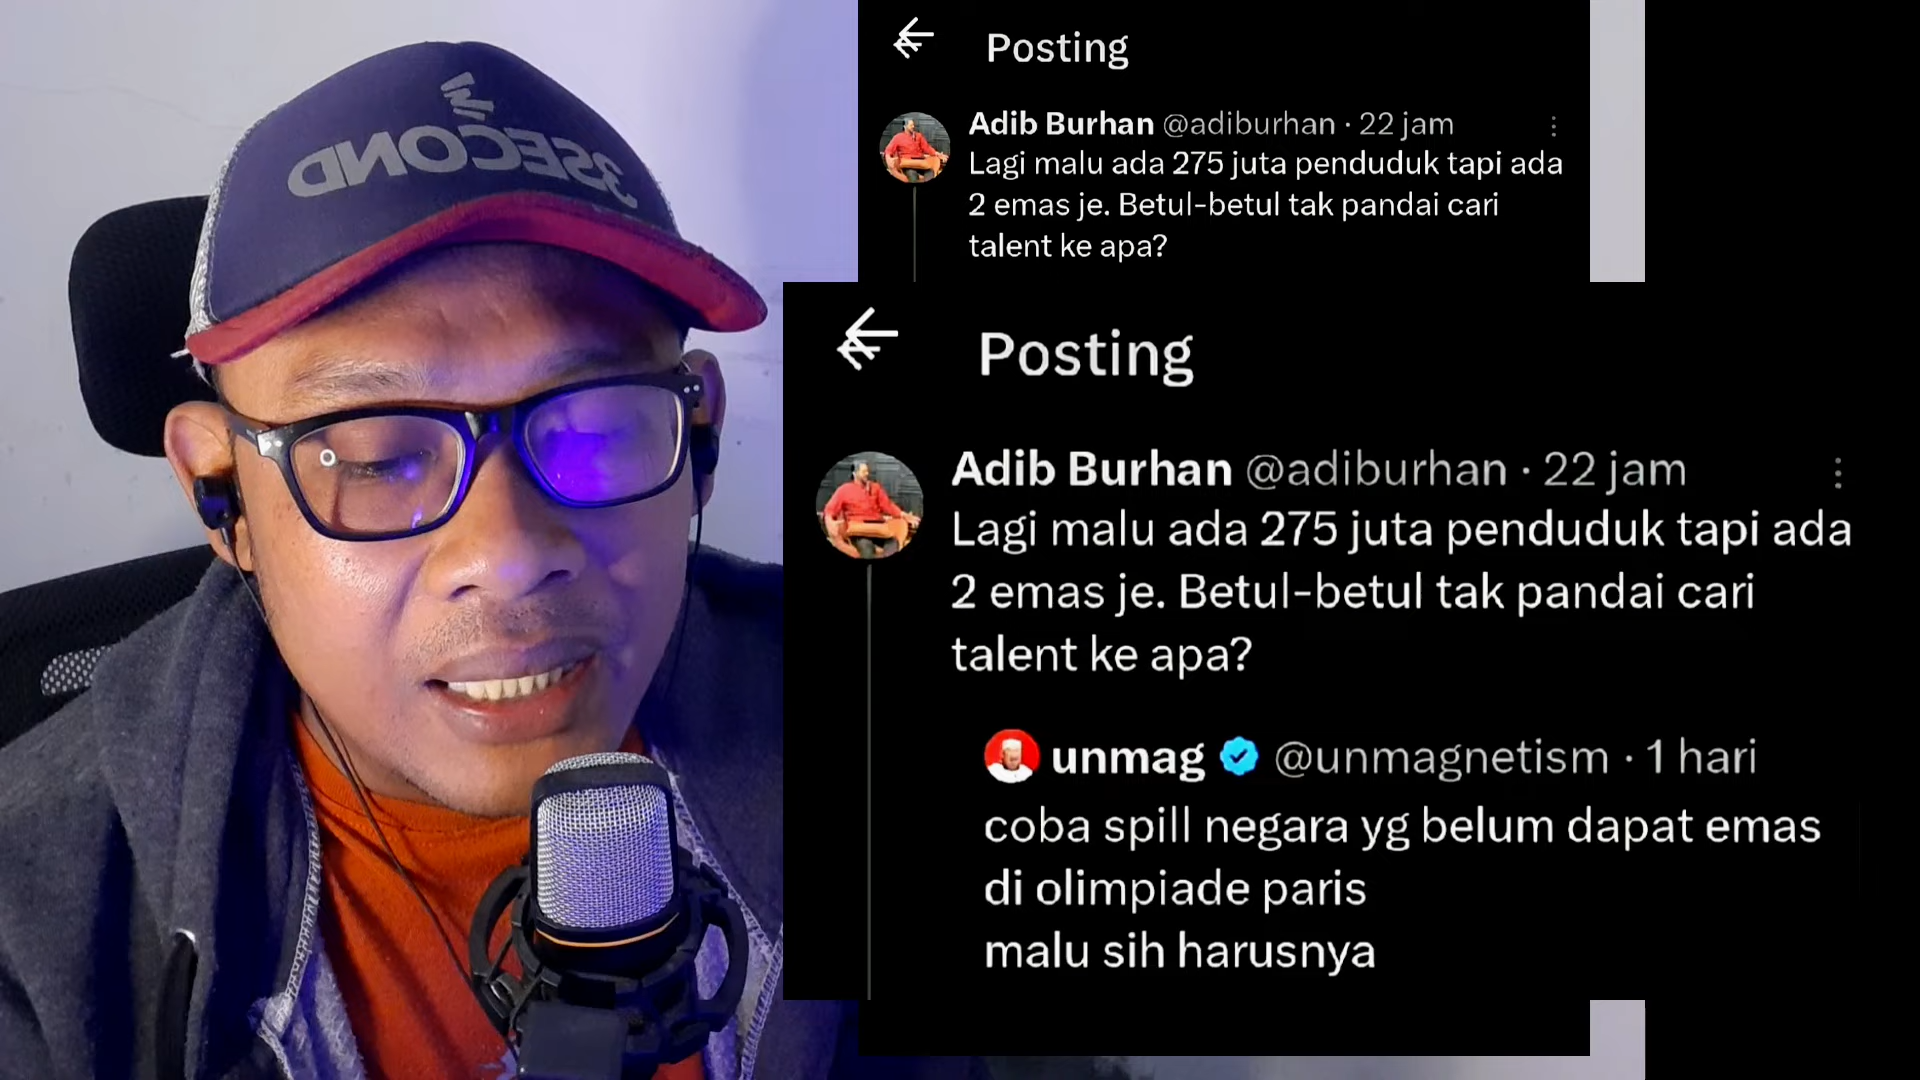 3SECOND
Posting
Adib Burhan @adiburhan · 22 jam
Lagi malu ada 275 juta penduduk tapi ada
2 emas je. Betul-betul tak pandai cari
talent ke apa?
Posting
Adib Burhan @adiburhan · 22 jam
Lagi malu ada 275 juta penduduk tapi ada
2 emas je. Betul-betul tak pandai cari
talent ke apa?
unmag @unmagnetism · 1 hari
coba spill negara yg belum dapat emas
di olimpiade paris
malu sih harusnya